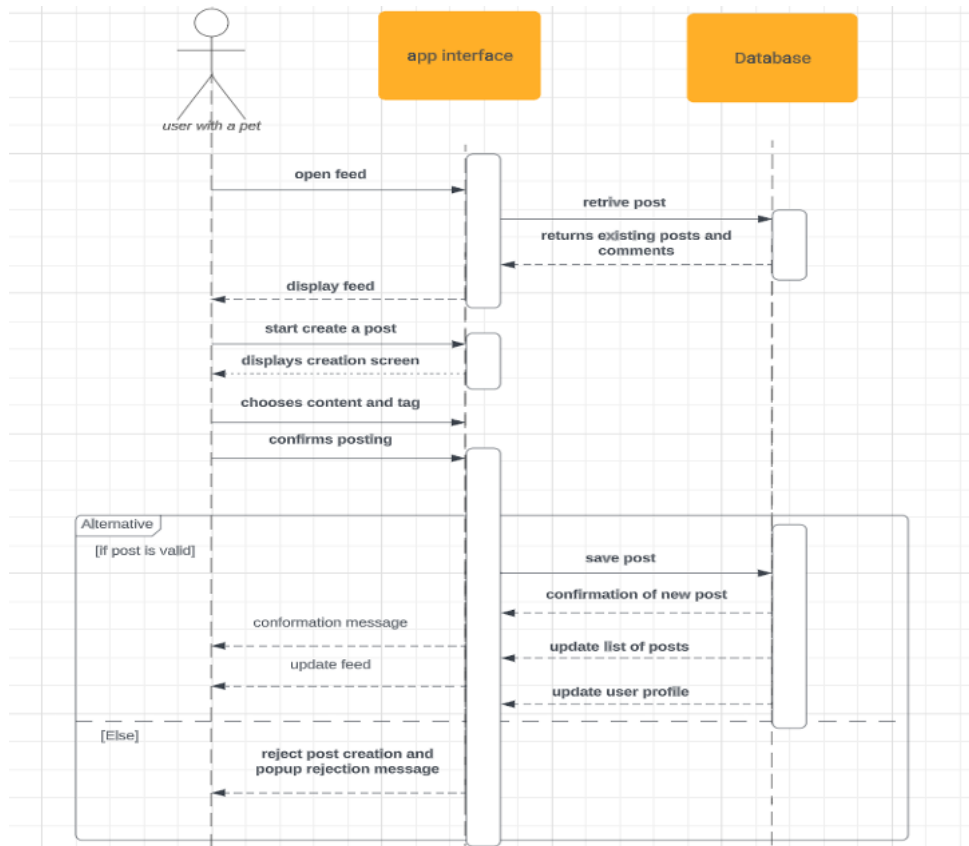 app interface
Database
user with a pet
open feed
retrive post
returns existing posts and
comments
display feed
start create a post
displays creation screen
chooses content and tag
confirms posting
Alternative
[if post is valid]
save post
confirmation of new post
conformation message
update list of posts
update feed
update user profile
[Else]
reject post creation and
popup rejection message